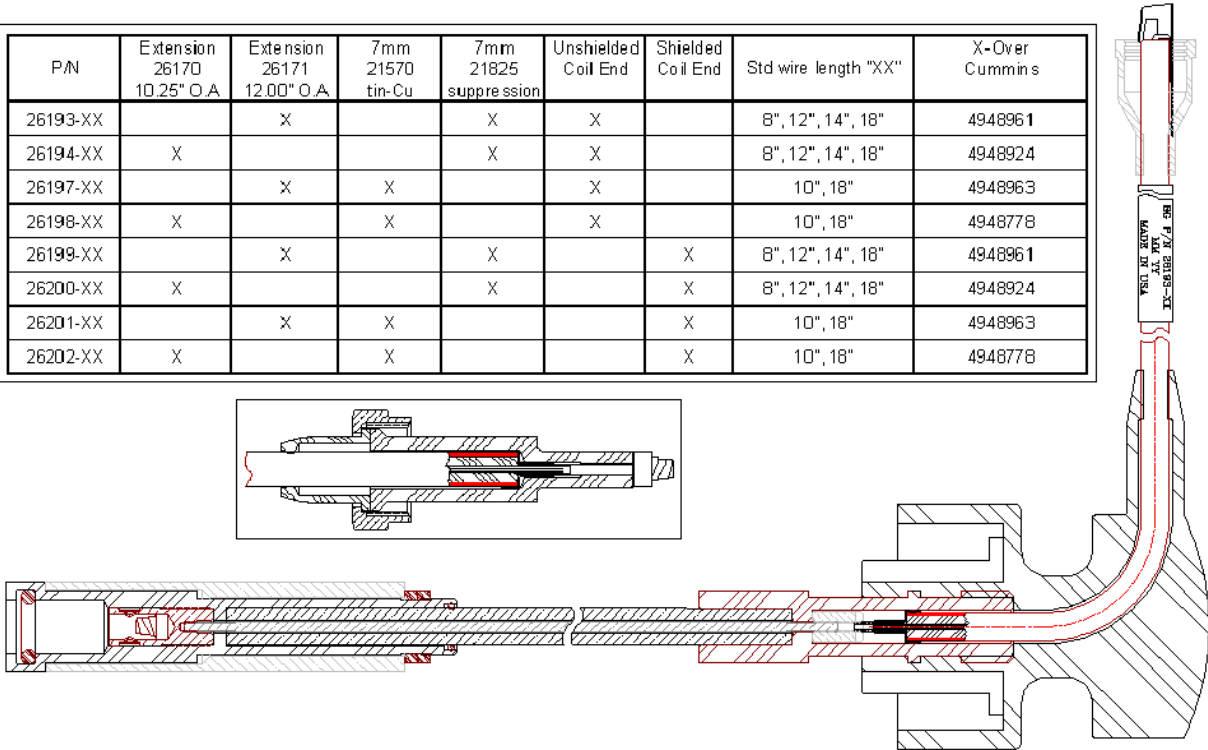 P/N Extension 26170 10.25" O.A Extension 26171 12.00" O.A 7mm 21570 tin-Cu 7mm 21825 suppression Unshielded Coil End Shielded Coil End Std wire length "XX" X-Over Cummins
26193-XX X X X 8", 12", 14", 18" 4948961
26194-XX X X X 8", 12", 14", 18" 4948924
26197-XX X X X 10", 18" 4948963
26198-XX X X X 10", 18" 4948778
26199-XX X X X 8", 12", 14", 18" 4948961
26200-XX X X X 8", 12", 14", 18" 4948924
26201-XX X X X 10", 18" 4948963
26202-XX X X X 10", 18" 4948778
P/N 26193-XX
MM YY
MADE IN USA